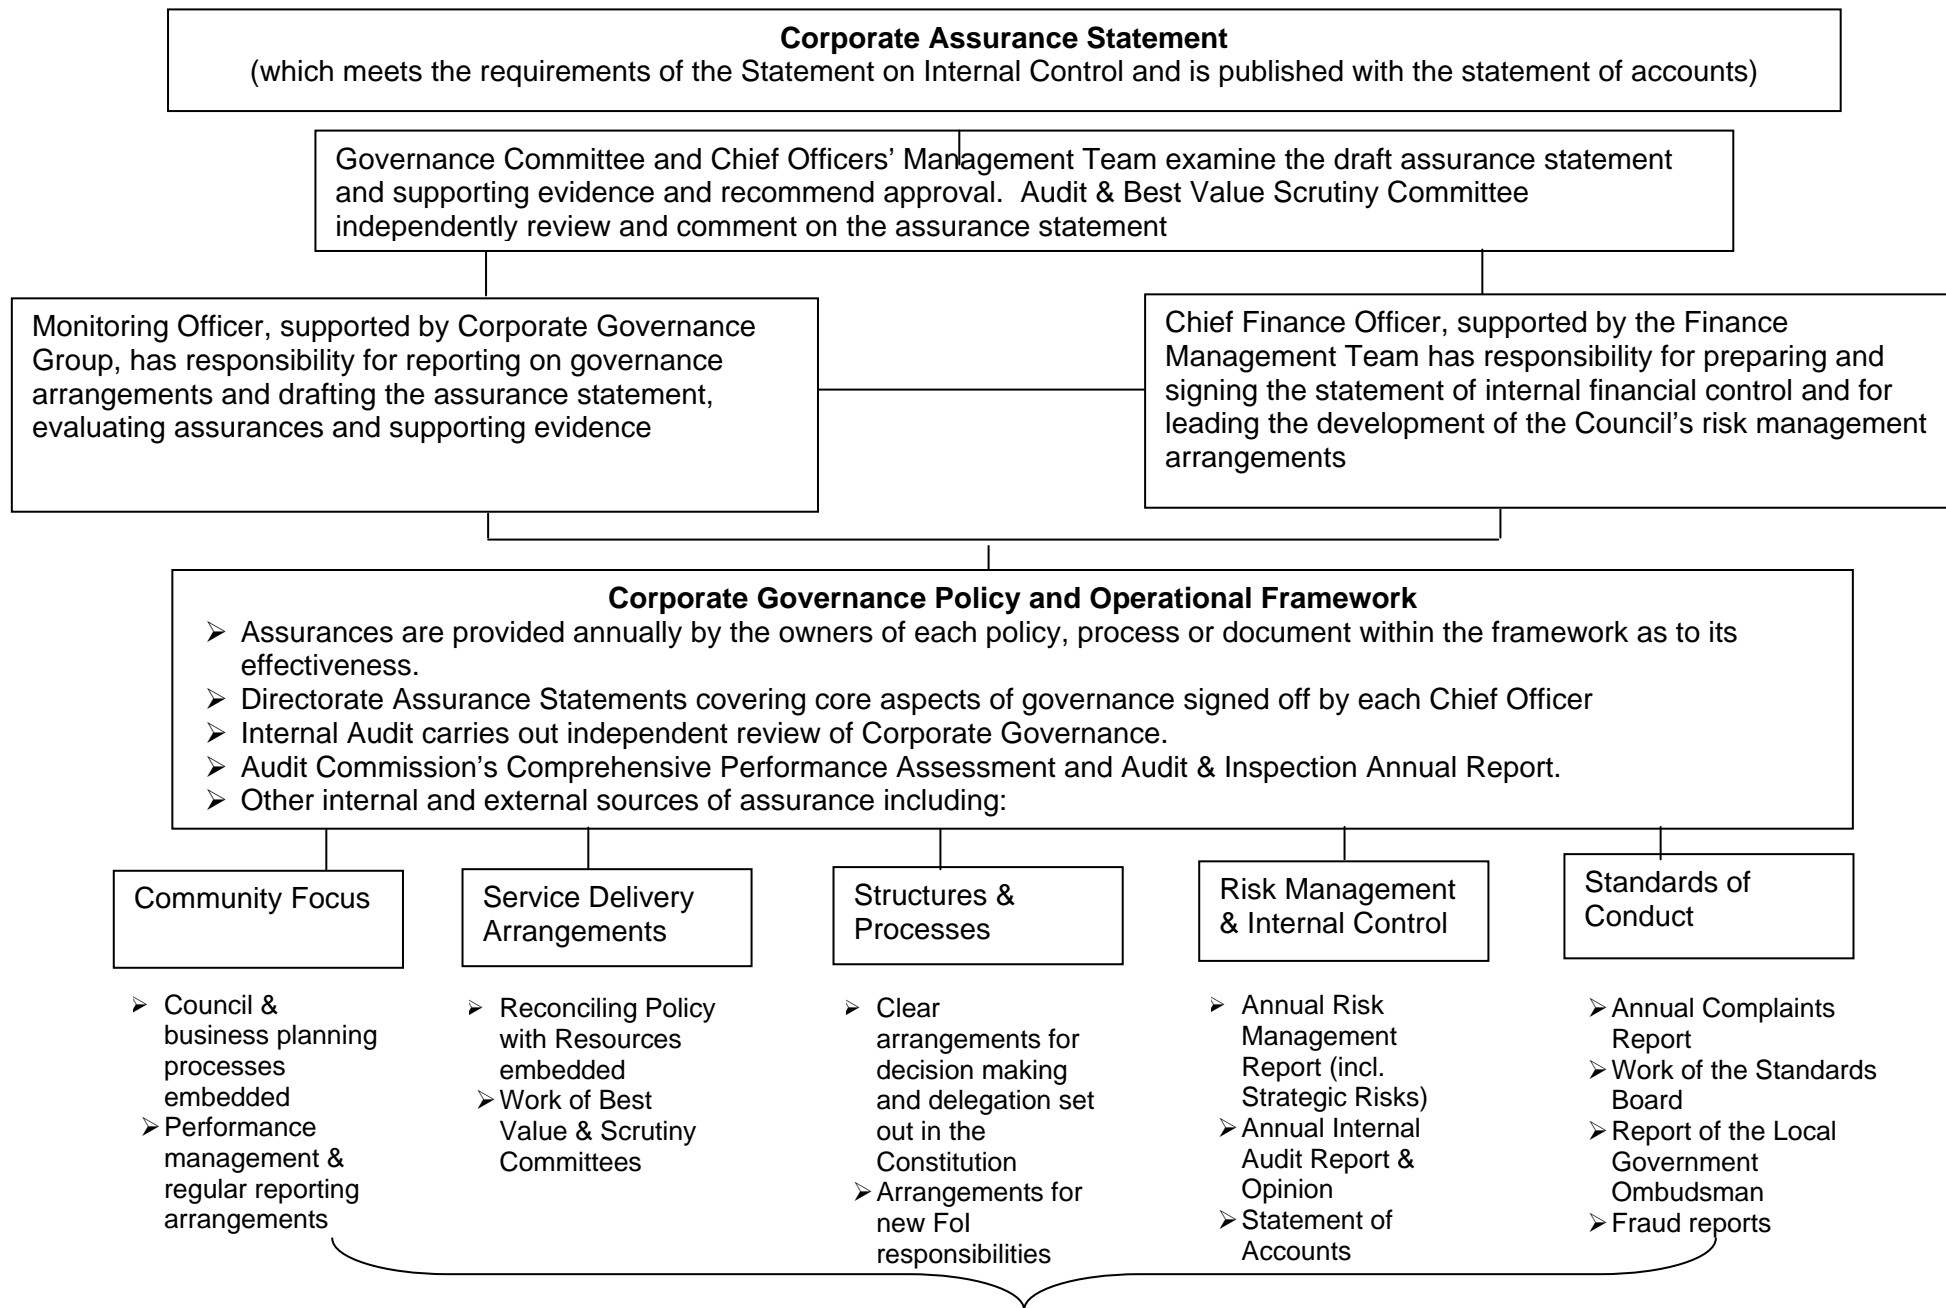 Corporate Assurance Statement
(which meets the requirements of the Statement on Internal Control and is published with the statement of accounts)
Governance Committee and Chief Officers’ Management Team examine the draft assurance statement
and supporting evidence and recommend approval.  Audit & Best Value Scrutiny Committee
independently review and comment on the assurance statement
Monitoring Officer, supported by Corporate Governance
Group, has responsibility for reporting on governance
arrangements and drafting the assurance statement,
evaluating assurances and supporting evidence
Chief Finance Officer, supported by the Finance
Management Team has responsibility for preparing and
signing the statement of internal financial control and for
leading the development of the Council’s risk management
arrangements
Corporate Governance Policy and Operational Framework
➢ Assurances are provided annually by the owners of each policy, process or document within the framework as to its
effectiveness.
➢ Directorate Assurance Statements covering core aspects of governance signed off by each Chief Officer
➢ Internal Audit carries out independent review of Corporate Governance.
➢ Audit Commission’s Comprehensive Performance Assessment and Audit & Inspection Annual Report.
➢ Other internal and external sources of assurance including:
Community Focus
Service Delivery
Arrangements
Structures &
Processes
Risk Management
& Internal Control
Standards of
Conduct
➢ Council &
business planning
processes
embedded
➢ Performance
management &
regular reporting
arrangements
➢ Reconciling Policy
with Resources
embedded
➢ Work of Best
Value & Scrutiny
Committees
➢ Clear
arrangements for
decision making
and delegation set
out in the
Constitution
➢ Arrangements for
new FoI
responsibilities
➢ Annual Risk
Management
Report (incl.
Strategic Risks)
➢ Annual Internal
Audit Report &
Opinion
➢ Statement of
Accounts
➢ Annual Complaints
Report
➢ Work of the Standards
Board
➢ Report of the Local
Government
Ombudsman
➢ Fraud reports